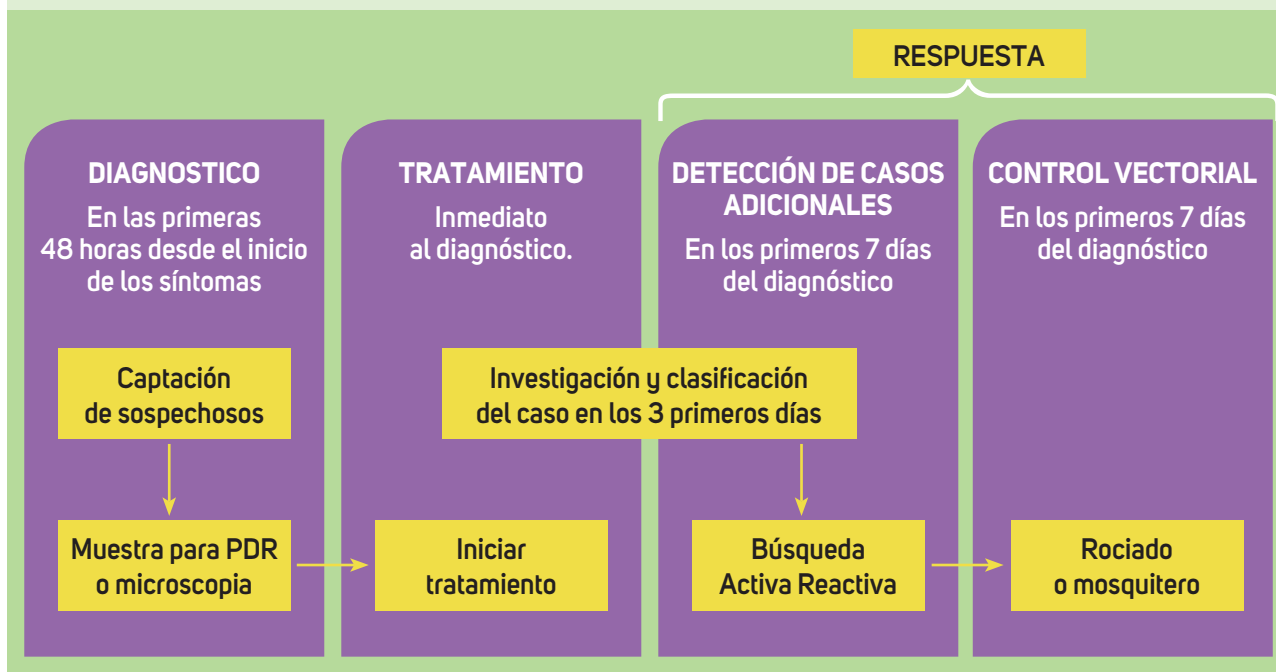 RESPUESTA
DIAGNOSTICO
En las primeras
48 horas desde el inicio
de los síntomas
TRATAMIENTO
Inmediato
al diagnóstico.
DETECCIÓN DE CASOS
ADICIONALES
En los primeros 7 días
del diagnóstico
CONTROL VECTORIAL
En los primeros 7 días
del diagnóstico
Captación
de sospechosos
Investigación y clasificación
del caso en los 3 primeros días
Muestra para PDR
o microscopia
Iniciar
tratamiento
Búsqueda
Activa Reactiva
Rociado
o mosquitero